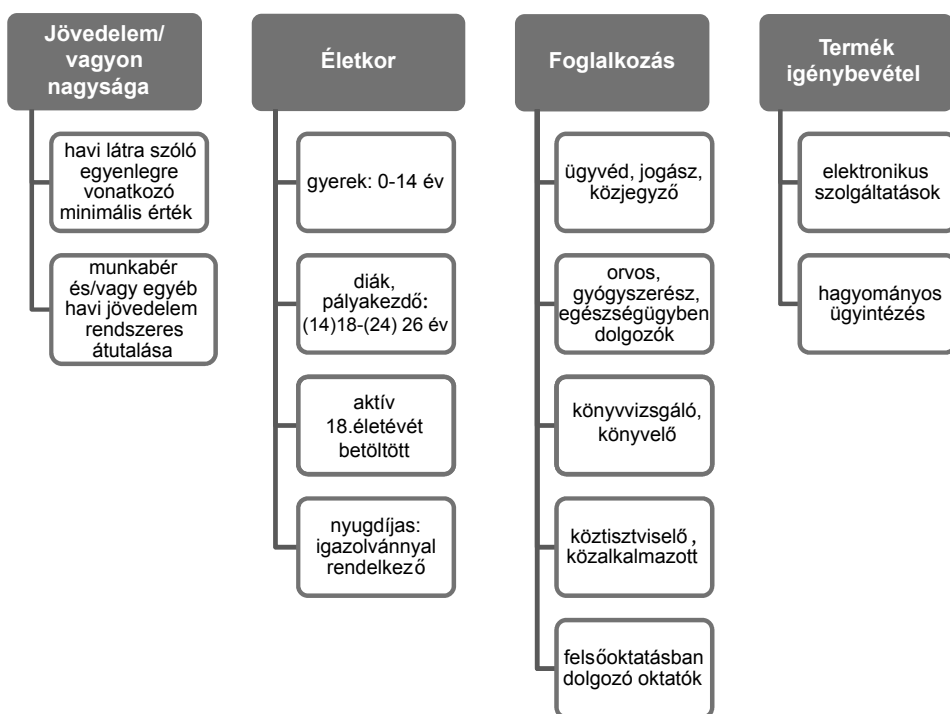 Jövedelem/
vagyon
nagysága
havi látra szóló
egyenlegre
vonatkozó
minimális érték
munkabér
és/vagy egyéb
havi jövedelem
rendszeres
átutalása
Életkor
gyerek: 0-14 év
diák,
pályakezdő:
(14)18-(24) 26 év
aktív
18.életévét
betöltött
nyugdíjas:
igazolvánnyal
rendelkező
Foglalkozás
ügyvéd, jogász,
közjegyző
orvos,
gyógyszerész,
egészségügyben
dolgozók
könyvvizsgáló,
könyvelő
köztisztviselő ,
közalkalmazott
felsőoktatásban
dolgozó oktatók
Termék
igénybevétel
elektronikus
szolgáltatások
hagyományos
ügyintézés